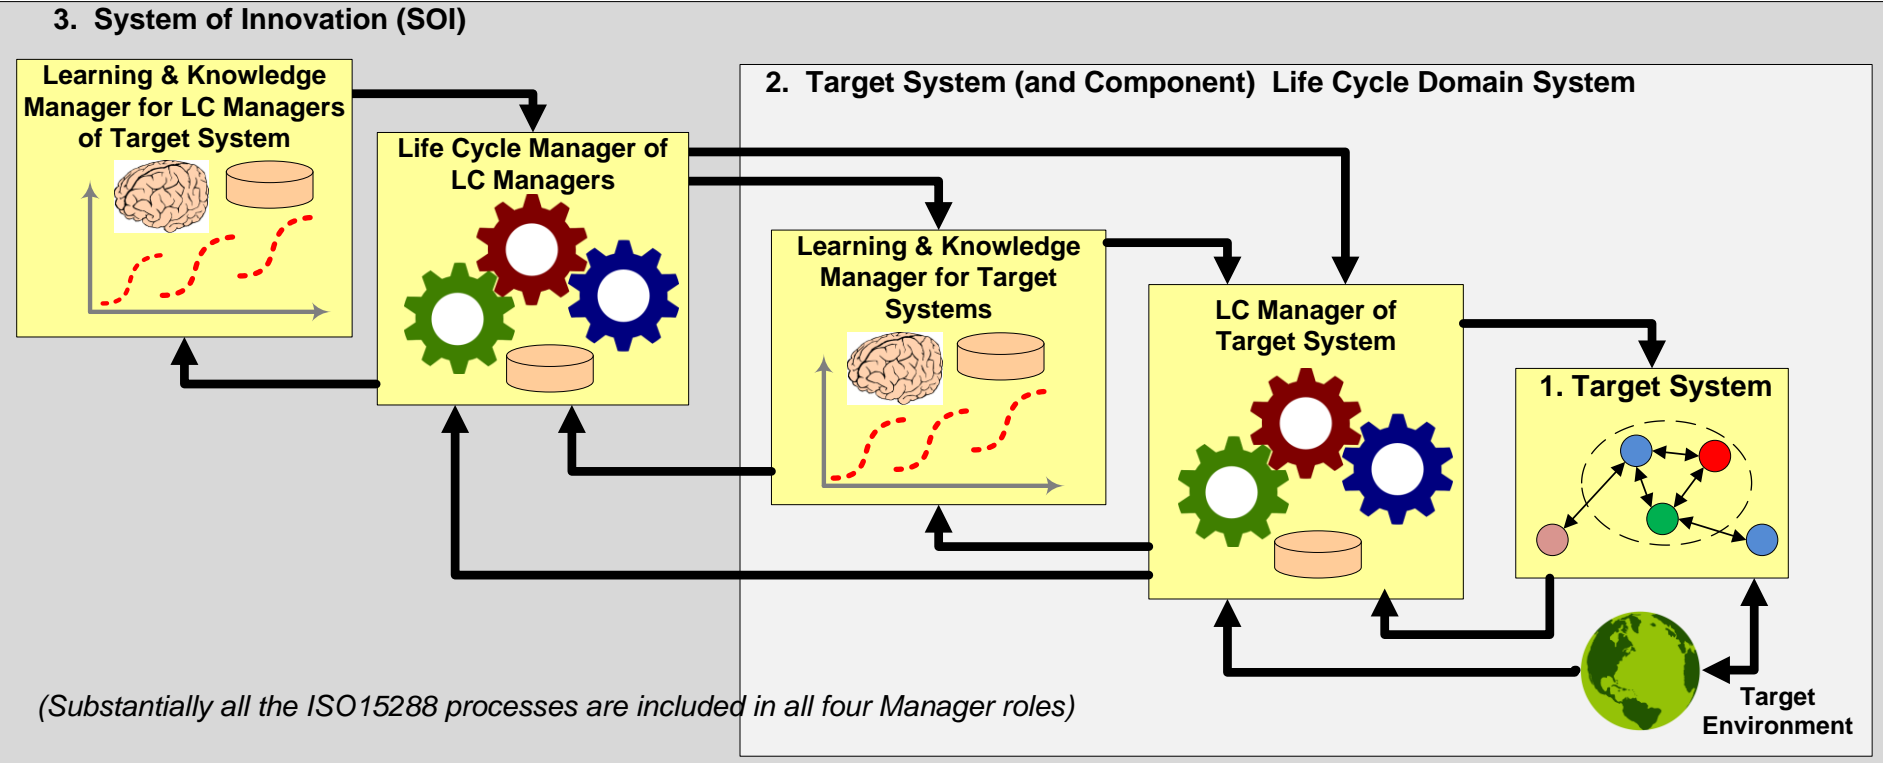 3.  System of Innovation (SOI)
Learning & Knowledge
Manager for LC Managers
of Target System
Life Cycle Manager of
LC Managers
2.  Target System (and Component)  Life Cycle Domain System
Learning & Knowledge
Manager for Target
Systems
LC Manager of
Target System
1. Target System
Target
Environment
(Substantially all the ISO15288 processes are included in all four Manager roles)